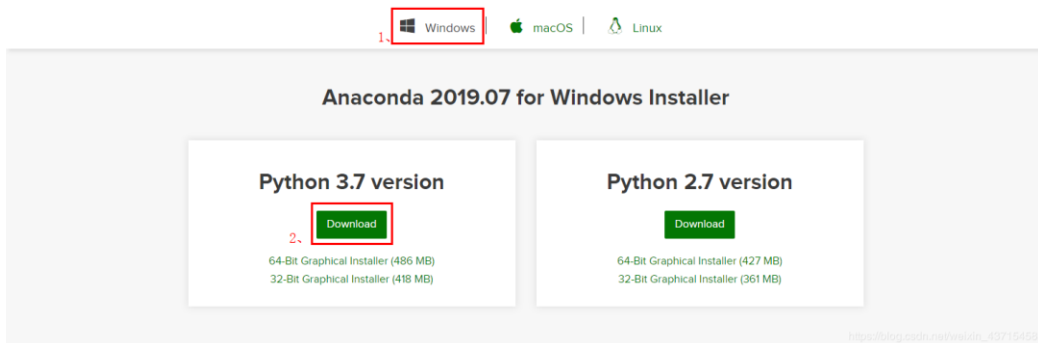 1、 Windows | macOS | Linux
Anaconda 2019.07 for Windows Installer
Python 3.7 version
2、 Download
64-Bit Graphical Installer (486 MB)
32-Bit Graphical Installer (418 MB)
Python 2.7 version
Download
64-Bit Graphical Installer (427 MB)
32-Bit Graphical Installer (361 MB)